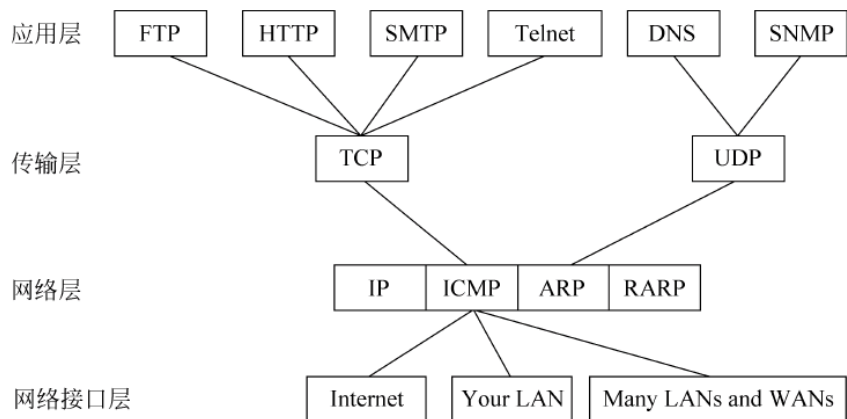 应用层 FTP HTTP SMTP Telnet DNS SNMP
传输层 TCP UDP
网络层 IP ICMP ARP RARP
网络接口层 Internet Your LAN Many LANs and WANs